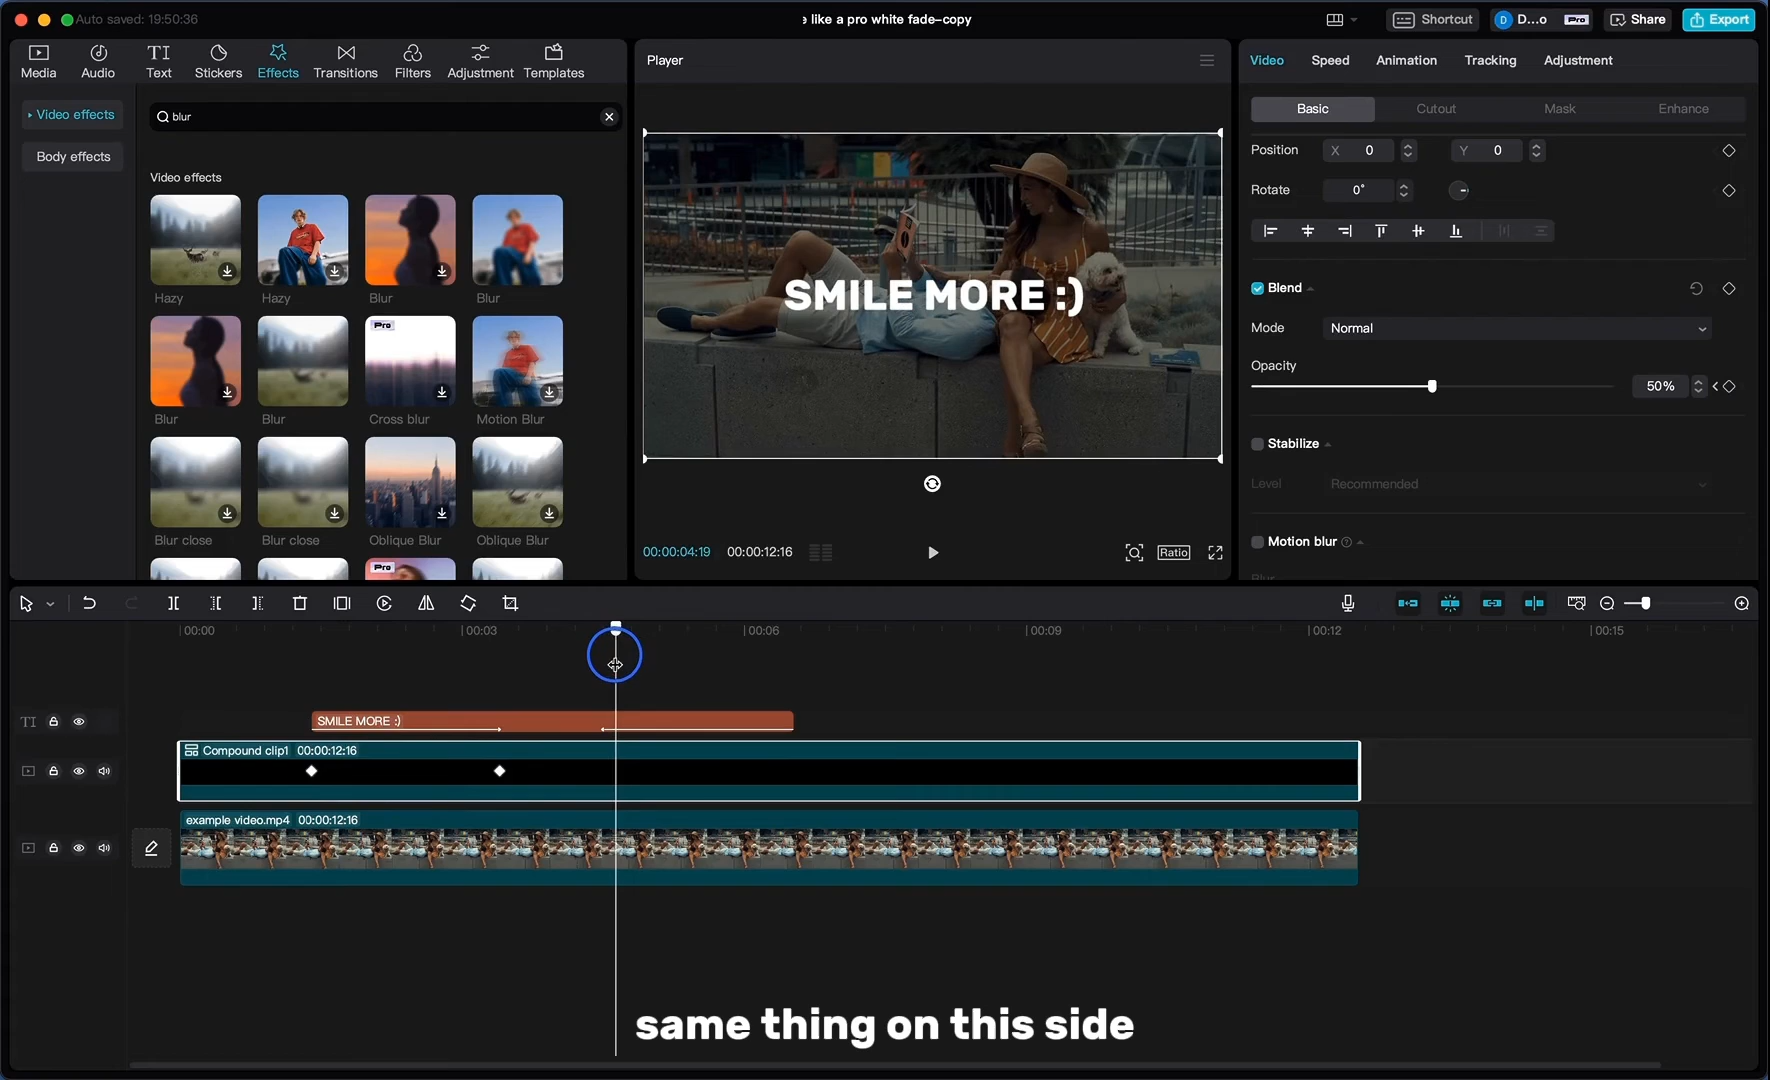 Auto saved: 19:50:36
e like a pro white fade-copy
Shortcut
D...o
Pro
Share
Export
Media
Audio
TI
Text
Stickers
Effects
Transitions
Filters
Adjustment
Templates
Video effects
Body effects
blur
Video effects
Hazy
Hazy
Blur
Blur
Pro
Blur
Blur
Cross blur
Motion Blur
Blur close
Blur close
Oblique Blur
Oblique Blur
Pro
Player
SMILE MORE :)
00:00:04:19
00:00:12:16
Ratio
Video
Speed
Animation
Tracking
Adjustment
Basic
Cutout
Mask
Enhance
Position
X 0
Y 0
Rotate
0°
Blend
Mode
Normal
Opacity
50%
Stabilize
Level
Recommended
Motion blur
Blur
00:00
00:03
00:06
00:09
00:12
00:15
TI
SMILE MORE :)
Compound clip1 00:00:12:16
example video.mp4 00:00:12:16
same thing on this side